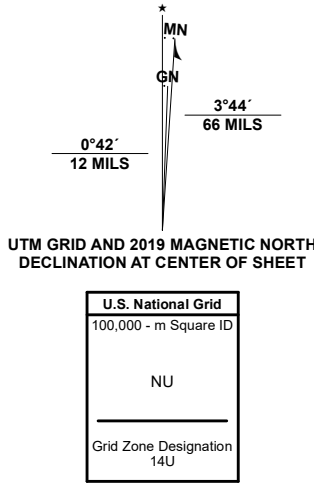 ★
MN
GN
3°44´
66 MILS
0°42´
12 MILS
UTM GRID AND 2019 MAGNETIC NORTH
DECLINATION AT CENTER OF SHEET
U.S. National Grid
100,000 - m Square ID
NU
Grid Zone Designation
14U